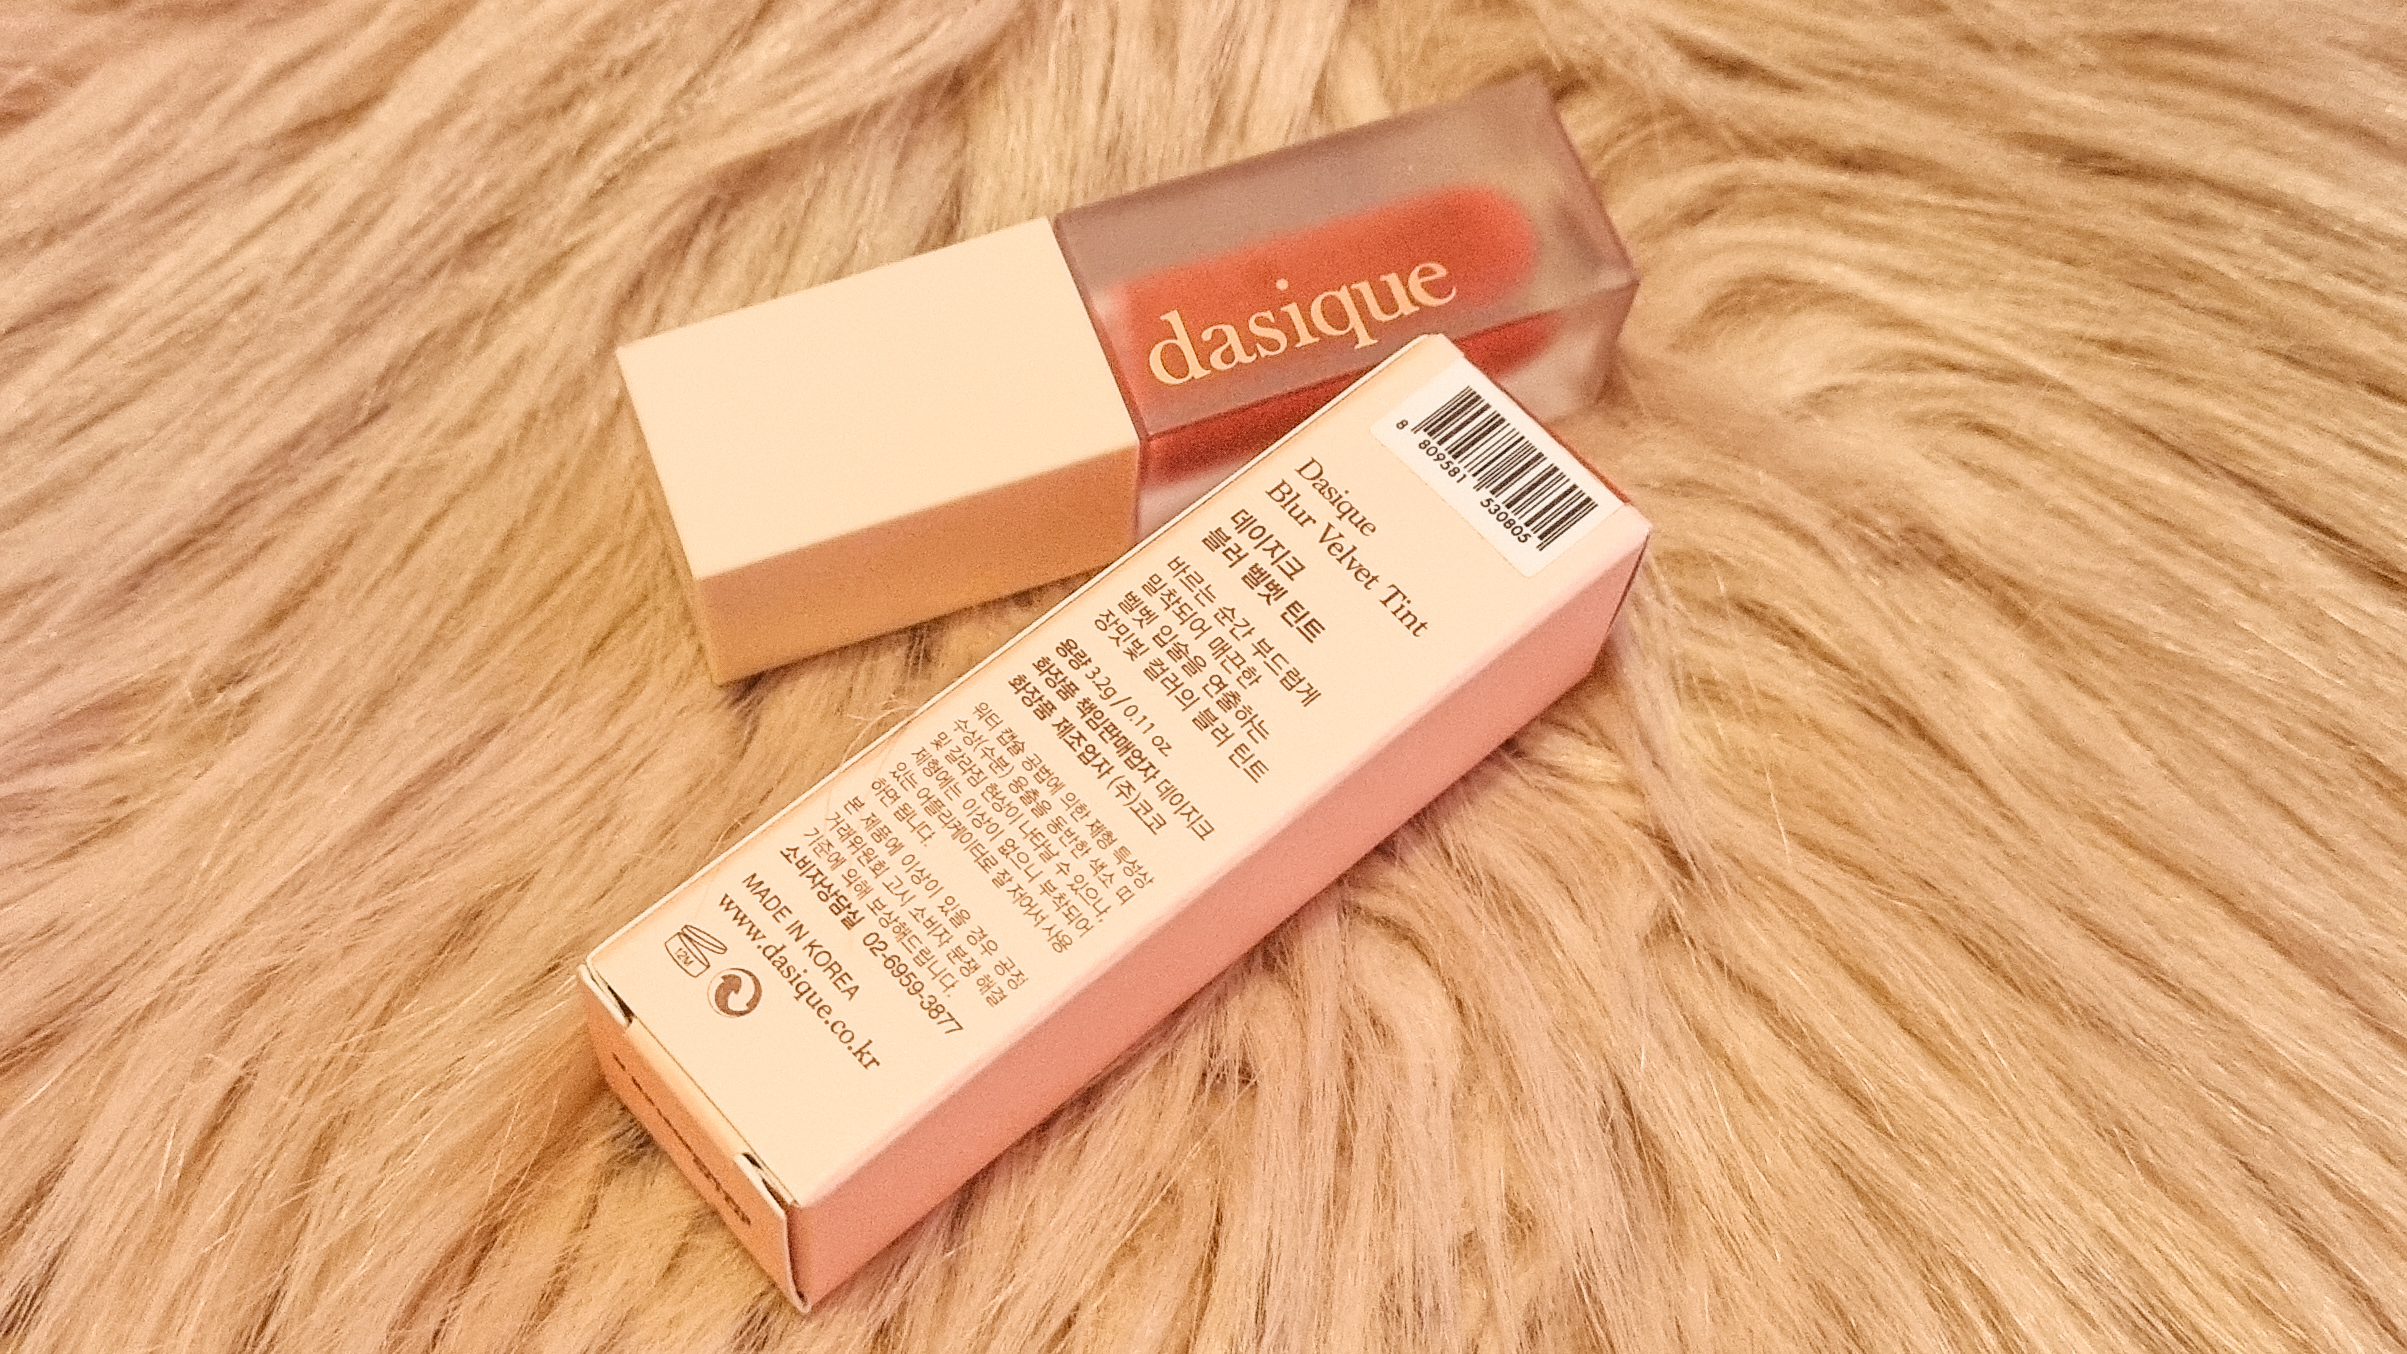 dasique
8 809581 530805
Dasique
Blur Velvet Tint
데이지크
블러 벨벳 틴트
바르는 순간 부드럽게
밀착되어 매끈한
벨벳 입술을 연출하는
장밋빛 컬러의 블러 틴트
용량 3.2g / 0.11 oz
화장품 책임판매업자 데이지크
화장품 제조업자 (주)코코
워터 캡슐 공법에 의한 제형 특성상
수생(수분) 용출을 동반한 색소 띠
및 갈라짐 현상이 나타날 수 있으나,
제형에는 이상이 없으니 부착되어
있는 어플리케이터로 잘 저어서 사용
하면 됩니다.
본 제품에 이상이 있을 경우 공정
거래위원회 고시 소비자 분쟁 해결
기준에 의해 보상해드립니다.
소비자상담실 02-6959-3877
MADE IN KOREA
www.dasique.co.kr
12M